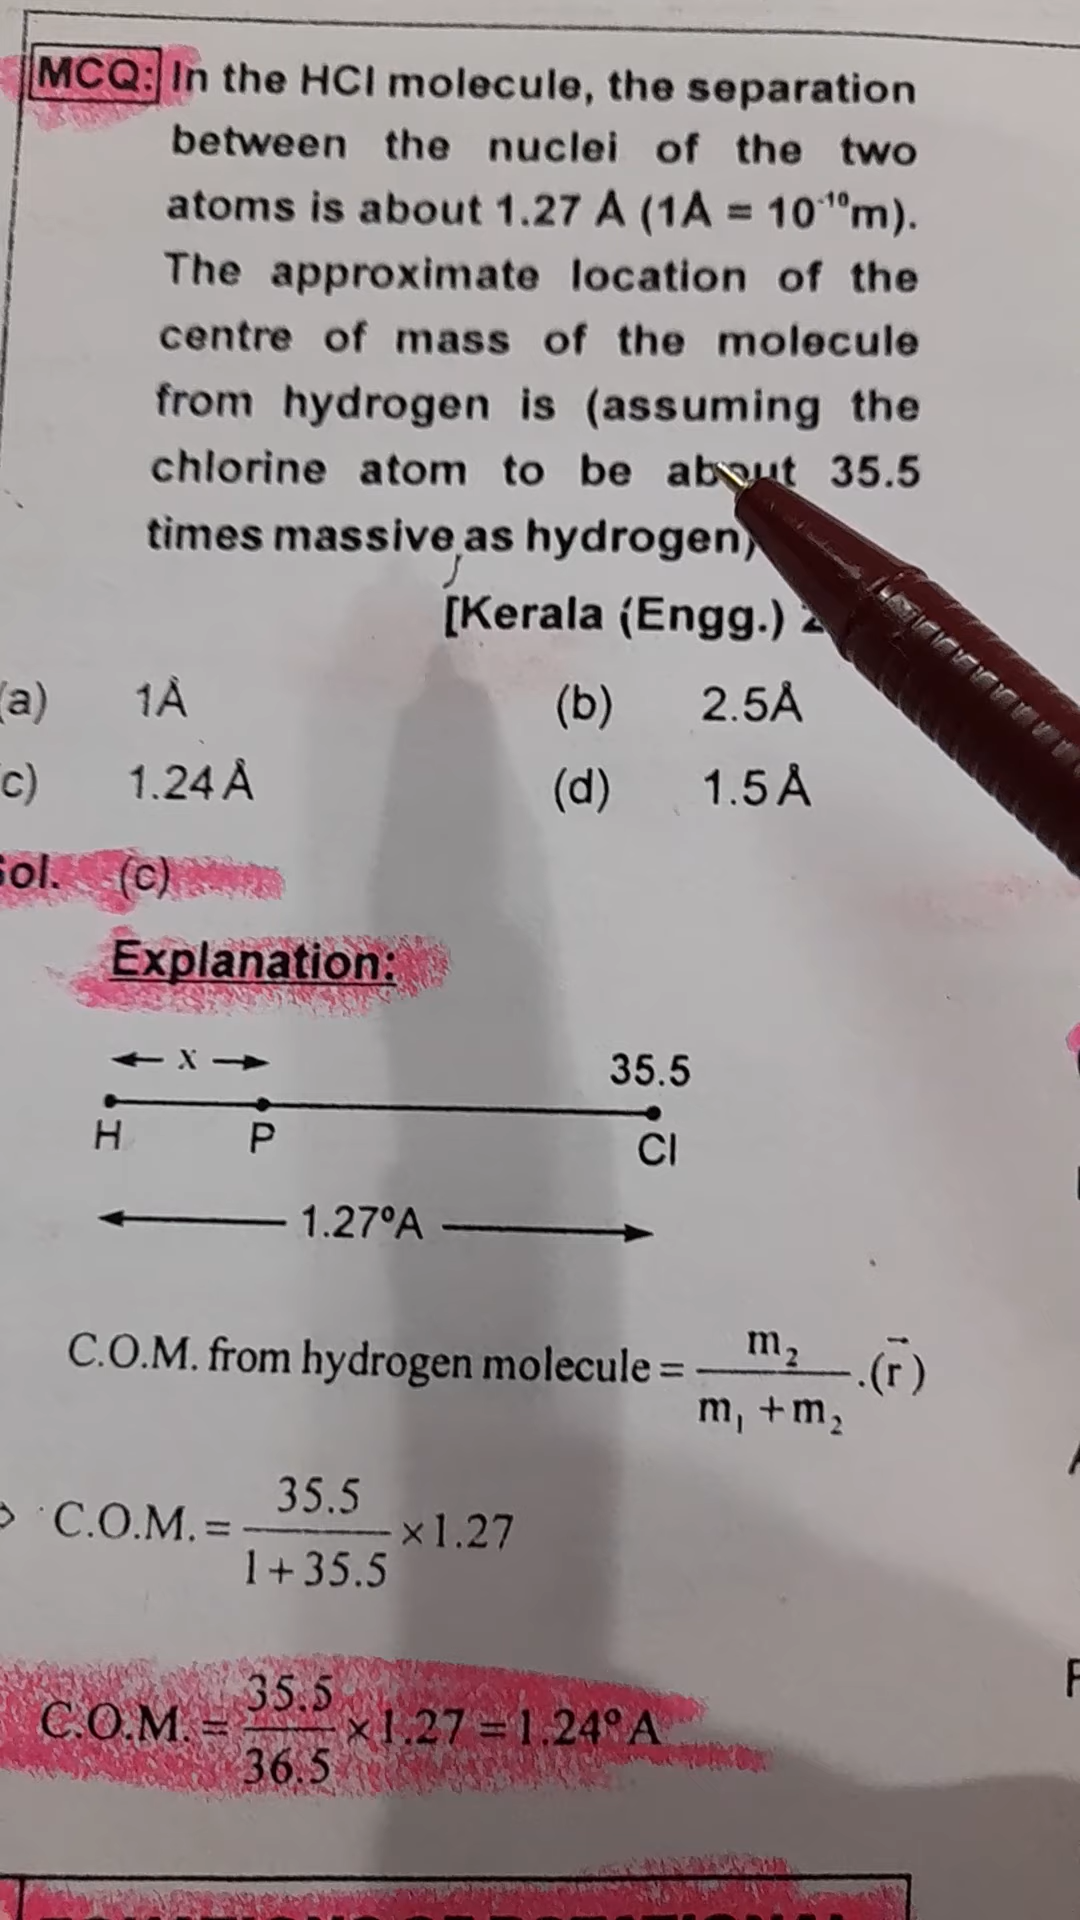 MCQ: In the HCl molecule, the separation
between the nuclei of the two
atoms is about 1.27 Å (1Å = 10⁻¹⁰m).
The approximate location of the
centre of mass of the molecule
from hydrogen is (assuming the
chlorine atom to be about 35.5
times massive as hydrogen)
[Kerala (Engg.)
(a) 1Å (b) 2.5Å
(c) 1.24 Å (d) 1.5 Å
Sol. (c)
Explanation:
x 35.5
H P Cl
1.27ºA
C.O.M. from hydrogen molecule = m₂/(m₁ + m₂) .(r⃗)
C.O.M. = 35.5/(1+35.5) ×1.27
C.O.M. = 35.5/36.5 ×1.27 = 1.24º A